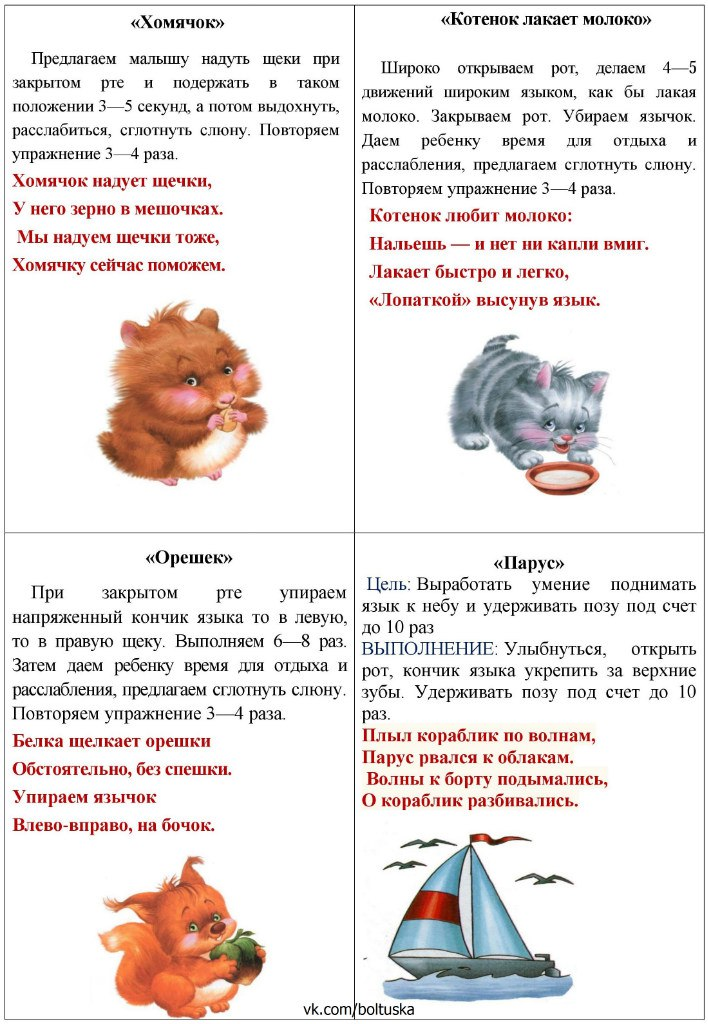 «Хомячок»
Предлагаем малышу надуть щеки при
закрытом рте и подержать в таком
положении 3—5 секунд, а потом выдохнуть,
расслабиться, сглотнуть слюну. Повторяем
упражнение 3—4 раза.
Хомячок надует щечки,
У него зерно в мешочках.
Мы надуем щечки тоже,
Хомячку сейчас поможем.
«Котенок лакает молоко»
Широко открываем рот, делаем 4—5
движений широким языком, как бы лакая
молоко. Закрываем рот. Убираем язычок.
Даем ребенку время для отдыха и
расслабления, предлагаем сглотнуть слюну.
Повторяем упражнение 3—4 раза.
Котенок любит молоко:
Нальешь — и нет ни капли вмиг.
Лакает быстро и легко,
«Лопаткой» высунув язык.
«Орешек»
При закрытом рте упираем
напряженный кончик языка то в левую,
то в правую щеку. Выполняем 6—8 раз.
Затем даем ребенку время для отдыха и
расслабления, предлагаем сглотнуть слюну.
Повторяем упражнение 3—4 раза.
Белка щелкает орешки
Обстоятельно, без спешки.
Упираем язычок
Влево-вправо, на бочок.
«Парус»
Цель: Выработать умение поднимать
язык к небу и удерживать позу под счет
до 10 раз
ВЫПОЛНЕНИЕ: Улыбнуться, открыть
рот, кончик языка укрепить за верхние
зубы. Удерживать позу под счет до 10
раз.
Плыл кораблик по волнам,
Парус рвался к облакам.
Волны к борту подымались,
О кораблик разбивались.
vk.com/boltuska